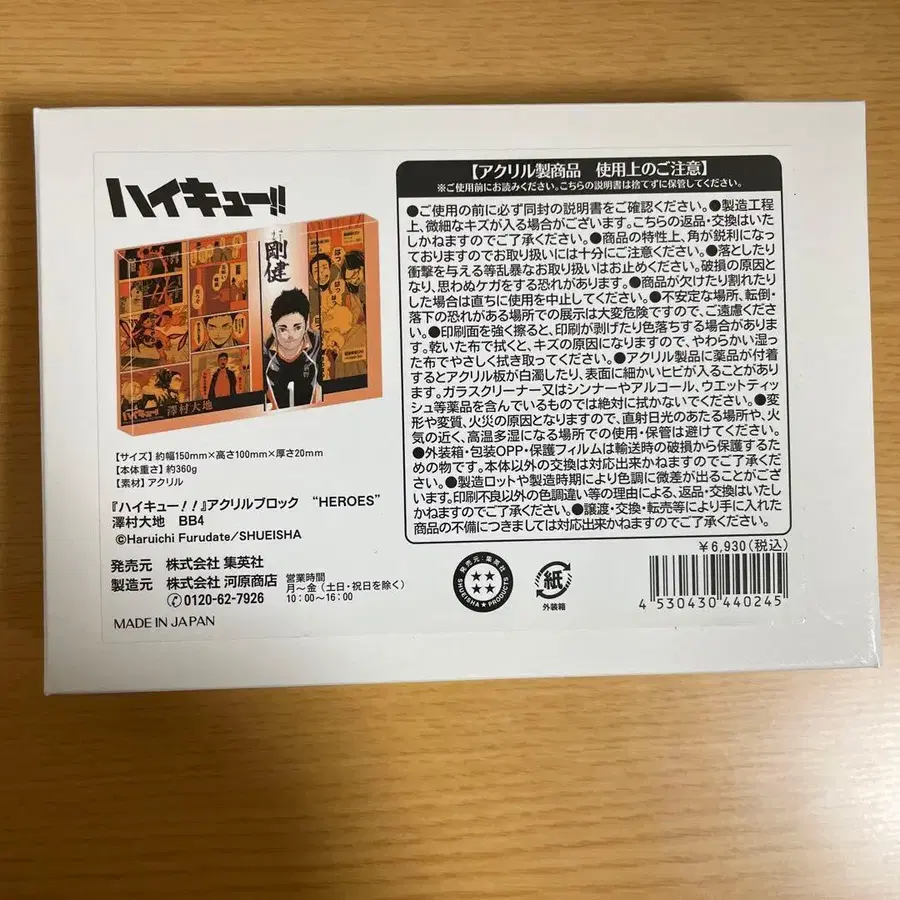 ハイキュー!!
剛健
澤村大地
【サイズ】約幅150mm×高さ100mm×厚さ20mm
【本体重さ】約360g
【素材】アクリル
『ハイキュー！！』アクリルブロック “HEROES”
澤村大地 BB4
©Haruichi Furudate/SHUEISHA
発売元 株式会社 集英社
製造元 株式会社 河原商店
0120-62-7926
営業時間
月〜金（土日・祝日を除く）
10：00〜16：00
MADE IN JAPAN
【アクリル製商品 使用上のご注意】
※ご使用前にお読みください。こちらの説明書は捨てずに保管してください。
●ご使用の前に必ず同封の説明書をご確認ください。●製造工程
上、微細なキズが入る場合がございます。こちらの返品・交換はいた
しかねますのでご了承ください。●商品の特性上、角が鋭利になっ
ておりますのでお取り扱いには十分にご注意ください。●落としたり
衝撃を与える等乱暴なお取り扱いはお止めください。破損の原因と
なり、思わぬケガをする恐れがあります。●商品が欠けたり割れたり
した場合は直ちに使用を中止してください。●不安定な場所、転倒・
落下の恐れがある場所での展示は大変危険ですので、ご遠慮くださ
い。●印刷面を強く擦ると、印刷が剥げたり色落ちする場合がありま
す。乾いた布で拭くと、キズの原因になりますので、やわらかい湿っ
た布でやさしく拭き取ってください。●アクリル製品に薬品が付着
するとアクリル板が白濁したり、表面に細かいヒビが入ることがありま
す。ガラスクリーナー又はシンナーやアルコール、ウエットティッ
シュ等薬品を含んでいるものでは絶対に拭かないでください。●変
形や変質、火災の原因となりますので、直射日光のあたる場所や、火
気の近く、高温多湿になる場所での使用・保管は避けてください。
●外装箱・包装OPP・保護フィルムは輸送時の破損から保護するた
めの物です。本体以外の交換は対応出来かねますのでご了承くださ
い。●製造ロットや製造時期により色調に微差が出ることがござい
ます。印刷不良以外の色調違い等の理由による、返品・交換はいたし
かねますのでご了承ください。●譲渡・交換・転売等により手に入れた
商品の不備につきましては対応出来かねますのでご了承ください。
￥6,930(税込)
発売元：集英社
SHUEISHA★PRODUCTS
紙
外装箱
4 530430 440245